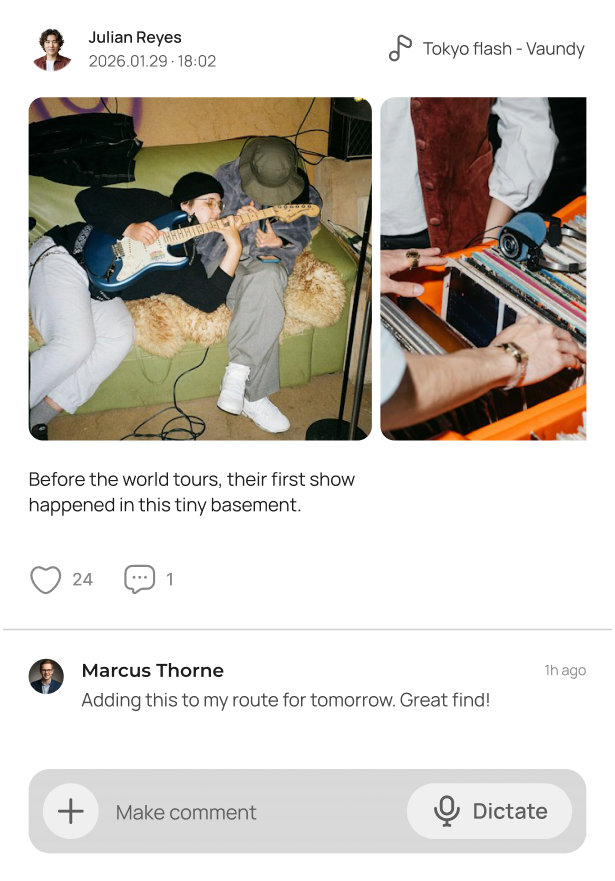 Julian Reyes
2026.01.29 · 18:02
Tokyo flash - Vaundy
Before the world tours, their first show
happened in this tiny basement.
24
1
Marcus Thorne
1h ago
Adding this to my route for tomorrow. Great find!
Make comment
Dictate